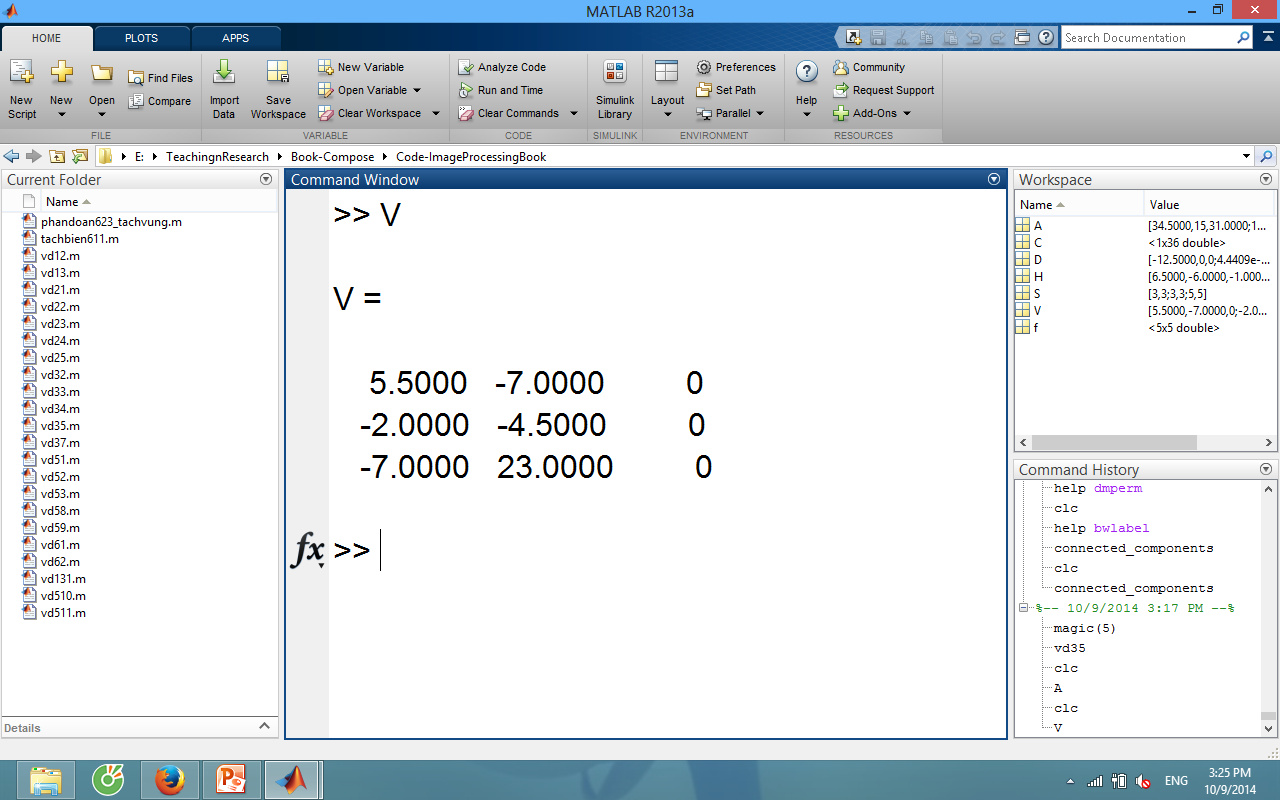 MATLAB R2013a
HOME PLOTS APPS
Search Documentation
New Script
New
Open
Find Files
Compare
FILE
Import Data
Save Workspace
New Variable
Open Variable
Clear Workspace
VARIABLE
Analyze Code
Run and Time
Clear Commands
CODE
Simulink Library
SIMULINK
Layout
Preferences
Set Path
Parallel
ENVIRONMENT
Help
Community
Request Support
Add-Ons
RESOURCES
E: TeachingnResearch Book-Compose Code-ImageProcessingBook
Current Folder
Name
phandoan623_tachvung.m
tachbien611.m
vd12.m
vd13.m
vd21.m
vd22.m
vd23.m
vd24.m
vd25.m
vd32.m
vd33.m
vd34.m
vd35.m
vd37.m
vd51.m
vd52.m
vd53.m
vd58.m
vd59.m
vd61.m
vd62.m
vd131.m
vd510.m
vd511.m
Details
Command Window
>> V
V =
5.5000 -7.0000 0
-2.0000 -4.5000 0
-7.0000 23.0000 0
fx >>
Workspace
Name Value
A [34.5000,15,31.0000;1...
C <1x36 double>
D [-12.5000,0,0;4.4409e-...
H [6.5000,-6.0000,-1.000...
S [3,3;3,3;5,5]
V [5.5000,-7.0000,0;-2.0...
f <5x5 double>
Command History
help dmperm
clc
help bwlabel
connected_components
clc
connected_components
%-- 10/9/2014 3:17 PM --%
magic(5)
vd35
clc
A
clc
V
ENG
3:25 PM
10/9/2014